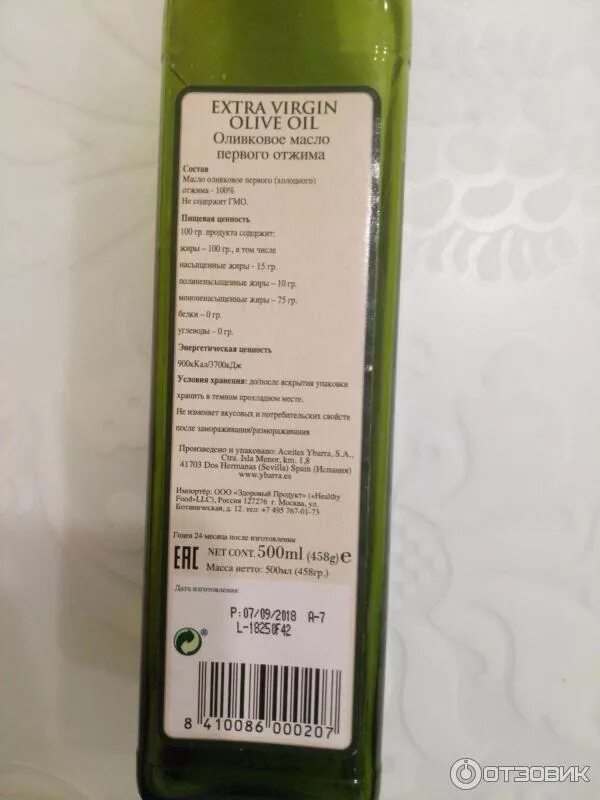 EXTRA VIRGIN
OLIVE OIL
Оливковое масло
первого отжима
Состав
Масло оливковое первого (холодного)
отжима - 100%
Не содержит ГМО.
Пищевая ценность
100 гр. продукта содержит:
жиры – 100 гр., в том числе
насыщенные жиры - 15 гр.
полиненасыщенные жиры – 10 гр.
мононенасыщенные жиры – 75 гр.
белки – 0 гр.
углеводы – 0 гр.
Энергетическая ценность
900кКал/3700кДж
Условия хранения: до/после вскрытия упаковки
хранить в темном прохладном месте.
Не изменяет вкусовых и потребительских свойств
после замораживания/размораживания
Произведено и упаковано: Aceites Ybarra, S.A.,
Ctra. Isla Menor, km. 1,8
41703 Dos Hermanas (Sevilla) Spain (Испания)
www.ybarra.es
Импортёр: ООО «Здоровый Продукт» («Healthy
Food»LLC), Россия 127276 г. Москва, ул.
Ботаническая, д. 12. тел: +7 495 767-01-73
Годен 24 месяца после изготовления
EAC NET CONT. 500ml (458g) e
Масса нетто: 500мл (458гр.)
Дата изготовления:
P:07/09/2018 A-7
L-18250F42
8 410086 000207
ОТЗОВИК